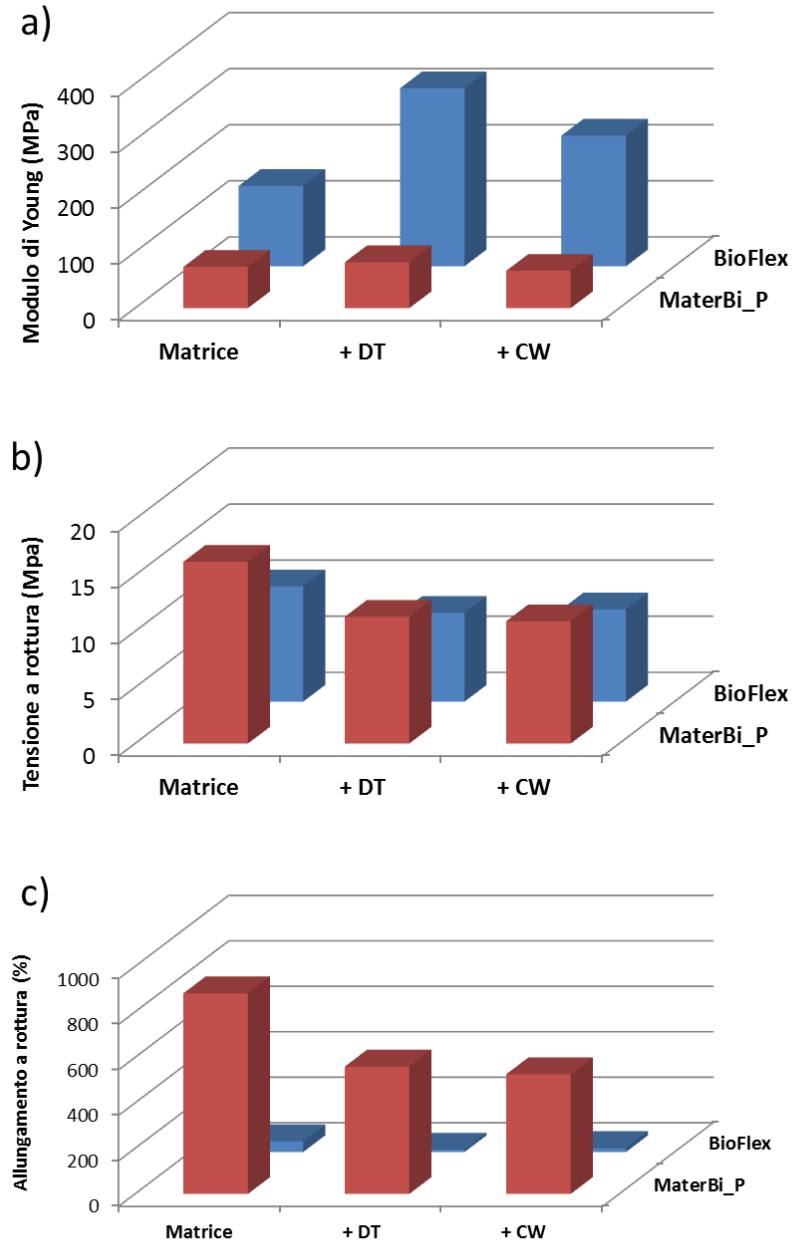 a)
Modulo di Young (MPa)
400
300
200
100
0
BioFlex
MaterBi_P
Matrice
+ DT
+ CW
b)
Tensione a rottura (Mpa)
20
15
10
5
0
BioFlex
MaterBi_P
Matrice
+ DT
+ CW
c)
Allungamento a rottura (%)
1000
800
600
400
200
0
BioFlex
MaterBi_P
Matrice
+ DT
+ CW